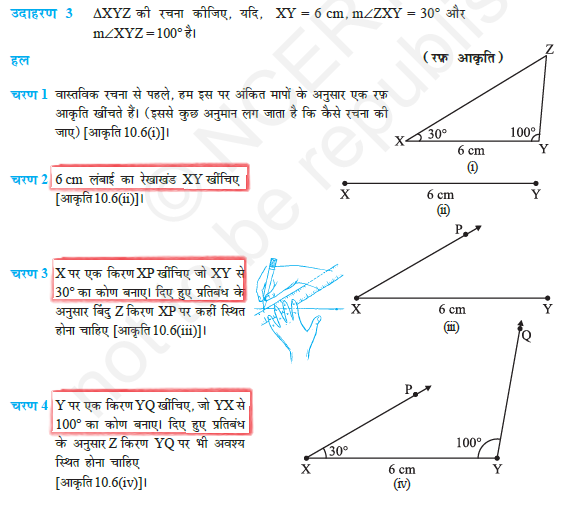 उदाहरण 3 ΔXYZ की रचना कीजिए, यदि, XY = 6 cm, m∠ZXY = 30° और
m∠XYZ = 100° है।
हल
(रफ आकृति)
चरण 1 वास्तविक रचना से पहले, हम इस पर अंकित मापों के अनुसार एक रफ़
आकृति खींचते हैं। (इससे कुछ अनुमान लग जाता है कि कैसे रचना की
जाए) [आकृति 10.6(i)]।
Z
X 30° 100° Y
6 cm
(i)
चरण 2 6 cm लंबाई का रेखाखंड XY खींचिए
[आकृति 10.6(ii)]।
X 6 cm Y
(ii)
चरण 3 X पर एक किरण XP खींचिए जो XY से
30° का कोण बनाए। दिए हुए प्रतिबंध के
अनुसार बिंदु Z किरण XP पर कहीं स्थित
होना चाहिए [आकृति 10.6(iii)]।
P
X 6 cm Y
(iii)
चरण 4 Y पर एक किरण YQ खींचिए, जो YX से
100° का कोण बनाए। दिए हुए प्रतिबंध
के अनुसार Z किरण YQ पर भी अवश्य
स्थित होना चाहिए
[आकृति 10.6(iv)]।
Q
P
30° 100°
X 6 cm Y
(iv)
© NCERT
not be republis